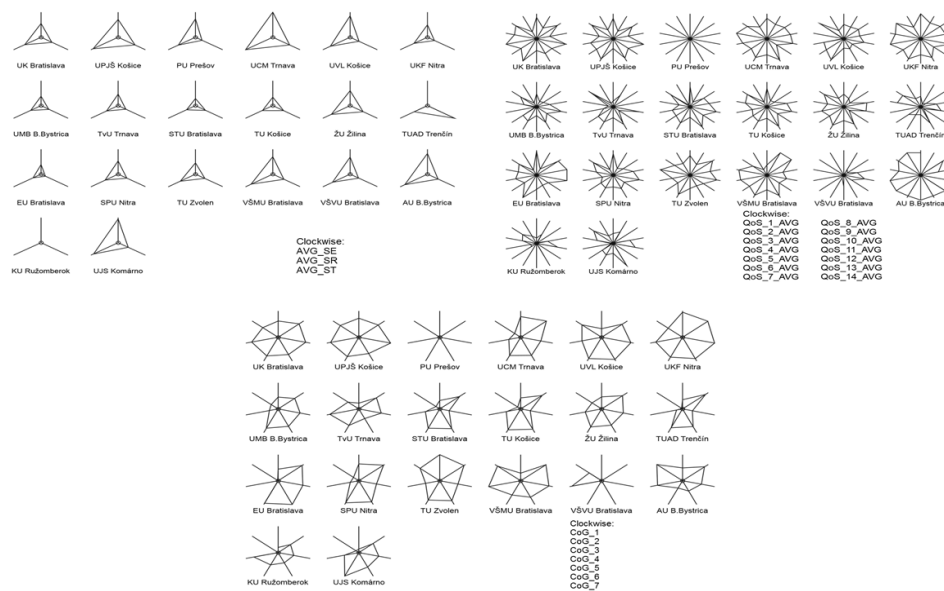 UK Bratislava UPJŠ Košice PU Prešov UCM Trnava UVL Košice UKF Nitra
UMB B.Bystrica TvU Trnava STU Bratislava TU Košice ŽU Žilina TUAD Trenčín
EU Bratislava SPU Nitra TU Zvolen VŠMU Bratislava VŠVU Bratislava AU B.Bystrica
KU Ružomberok UJS Komárno
Clockwise:
AVG_SE
AVG_SR
AVG_ST
UK Bratislava UPJŠ Košice PU Prešov UCM Trnava UVL Košice UKF Nitra
UMB B.Bystrica TvU Trnava STU Bratislava TU Košice ŽU Žilina TUAD Trenčín
EU Bratislava SPU Nitra TU Zvolen VŠMU Bratislava VŠVU Bratislava AU B.Bystrica
KU Ružomberok UJS Komárno
Clockwise:
QoS_1_AVG QoS_8_AVG
QoS_2_AVG QoS_9_AVG
QoS_3_AVG QoS_10_AVG
QoS_4_AVG QoS_11_AVG
QoS_5_AVG QoS_12_AVG
QoS_6_AVG QoS_13_AVG
QoS_7_AVG QoS_14_AVG
UK Bratislava UPJŠ Košice PU Prešov UCM Trnava UVL Košice UKF Nitra
UMB B.Bystrica TvU Trnava STU Bratislava TU Košice ŽU Žilina TUAD Trenčín
EU Bratislava SPU Nitra TU Zvolen VŠMU Bratislava VŠVU Bratislava AU B.Bystrica
KU Ružomberok UJS Komárno
Clockwise:
CoG_1
CoG_2
CoG_3
CoG_4
CoG_5
CoG_6
CoG_7